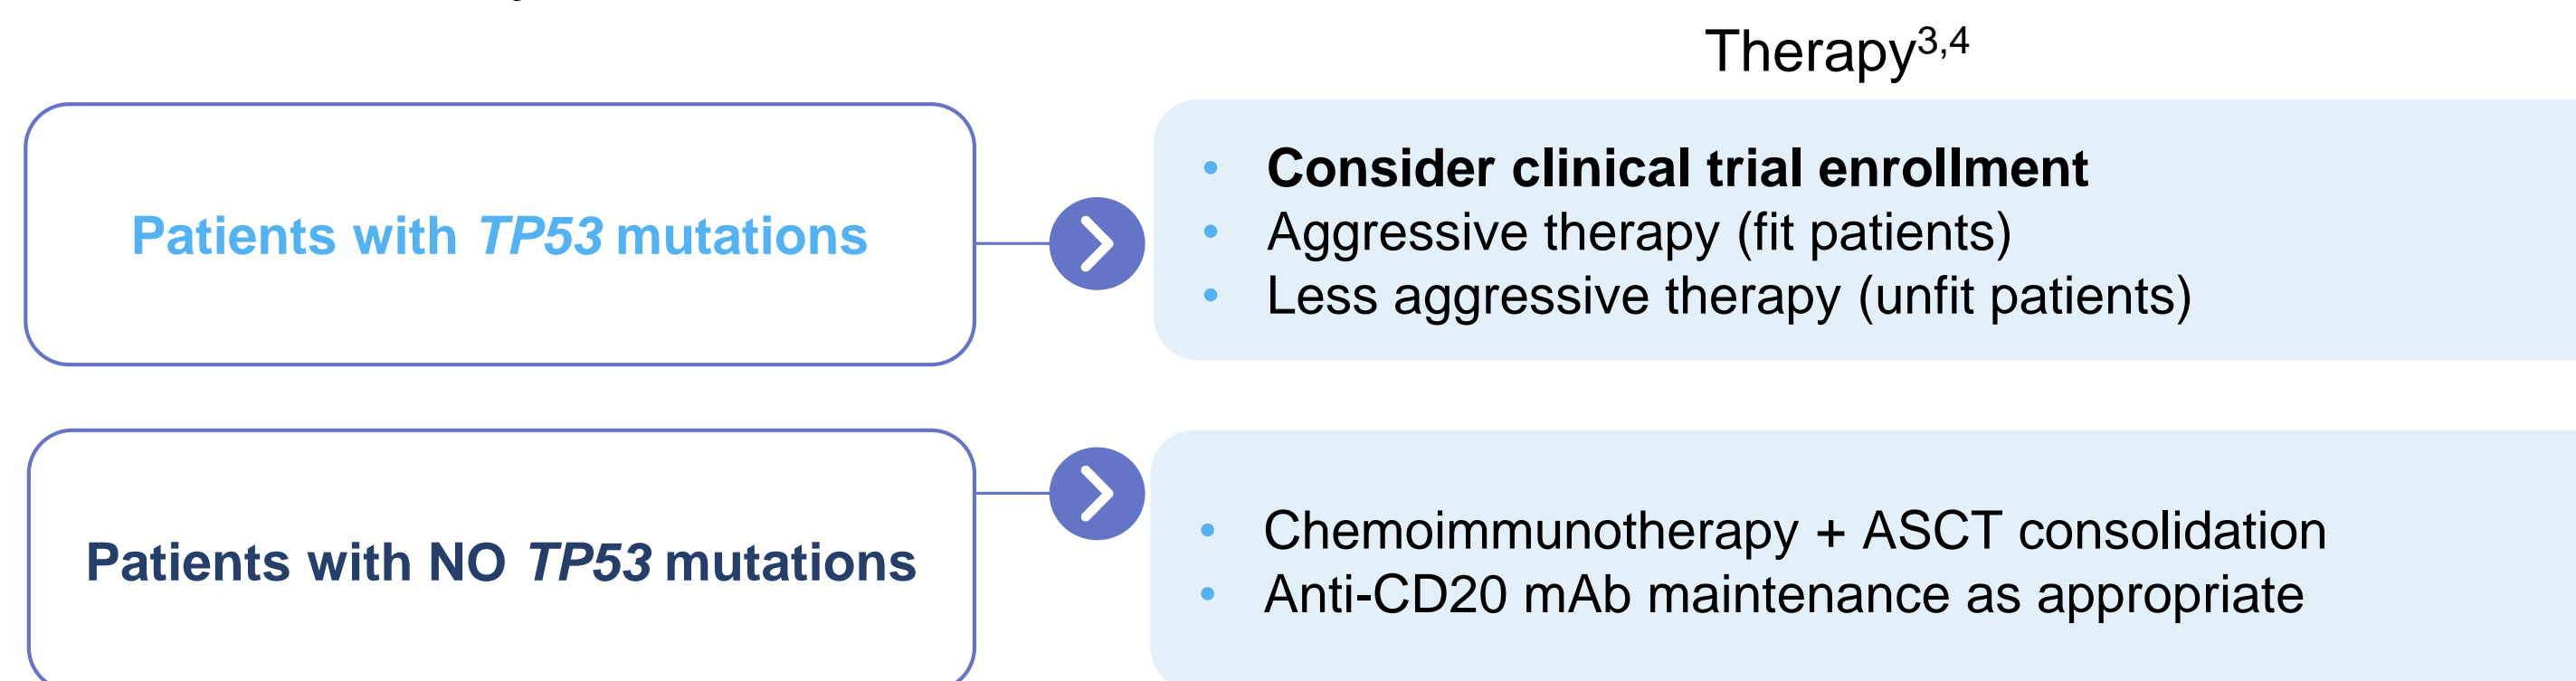 Therapy3,4
Patients with TP53 mutations
• Consider clinical trial enrollment
• Aggressive therapy (fit patients)
• Less aggressive therapy (unfit patients)
Patients with NO TP53 mutations
• Chemoimmunotherapy + ASCT consolidation
• Anti-CD20 mAb maintenance as appropriate